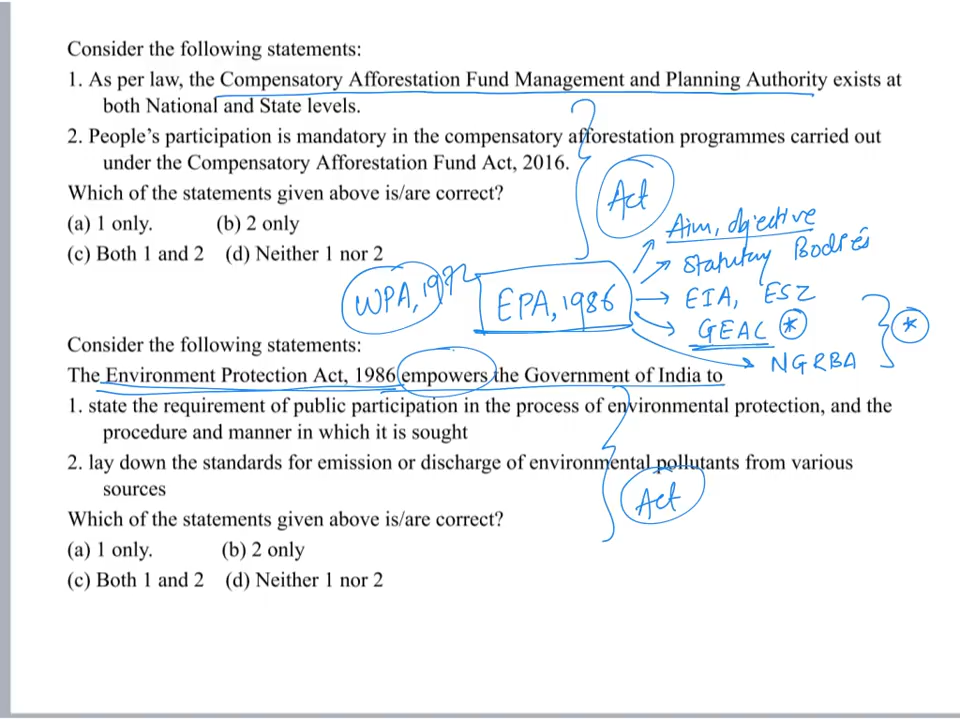 Consider the following statements:
1. As per law, the Compensatory Afforestation Fund Management and Planning Authority exists at
both National and State levels.
2. People's participation is mandatory in the compensatory afforestation programmes carried out
under the Compensatory Afforestation Fund Act, 2016.
Which of the statements given above is/are correct?
(a) 1 only. (b) 2 only
(c) Both 1 and 2 (d) Neither 1 nor 2
Act
Aim, objective
Statutary Bodies
WPA, 1972
EPA, 1986
EIA, ESZ
GEAC *
*
NGRBA
Consider the following statements:
The Environment Protection Act, 1986 empowers the Government of India to
1. state the requirement of public participation in the process of environmental protection, and the
procedure and manner in which it is sought
2. lay down the standards for emission or discharge of environmental pollutants from various
sources
Act
Which of the statements given above is/are correct?
(a) 1 only. (b) 2 only
(c) Both 1 and 2 (d) Neither 1 nor 2